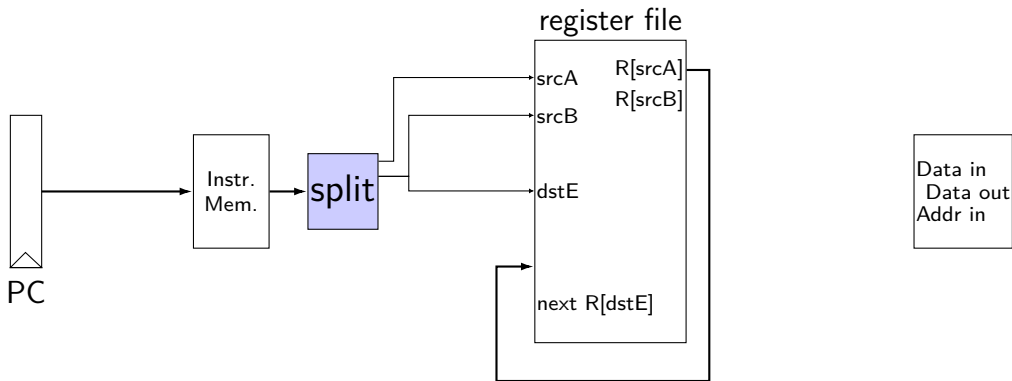 register file
srcA
R[srcA]
R[srcB]
srcB
Instr.
Mem.
split
dstE
Data in
Data out
Addr in
PC
next R[dstE]